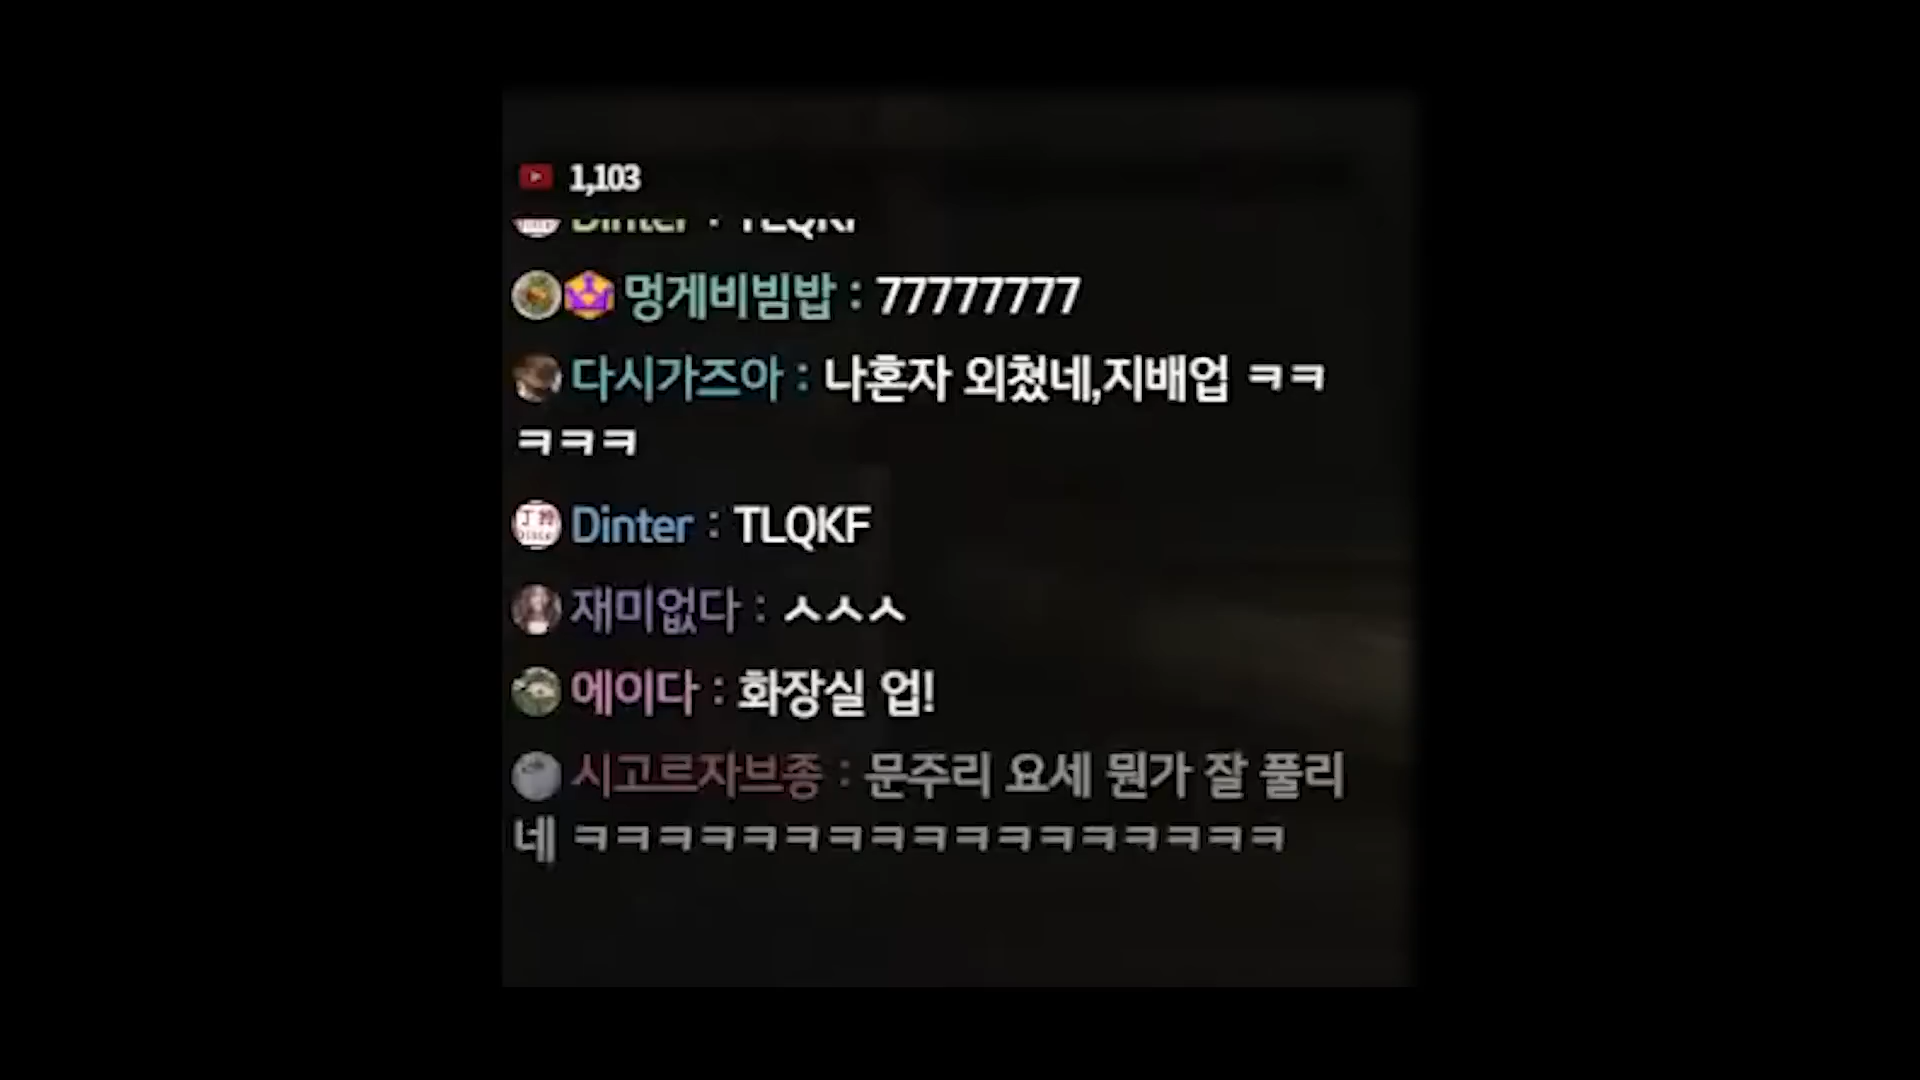 1,103
Dinter : TLQKF
멍게비빔밥 : 77777777
다시가즈아 : 나혼자 외쳤네,지배업 ㅋㅋ
ㅋㅋㅋ
Dinter : TLQKF
재미없다 : ㅅㅅㅅ
에이다 : 화장실 업!
시고르자브종 : 문주리 요세 뭔가 잘 풀리
네 ㅋㅋㅋㅋㅋㅋㅋㅋㅋㅋㅋㅋㅋㅋㅋㅋㅋ